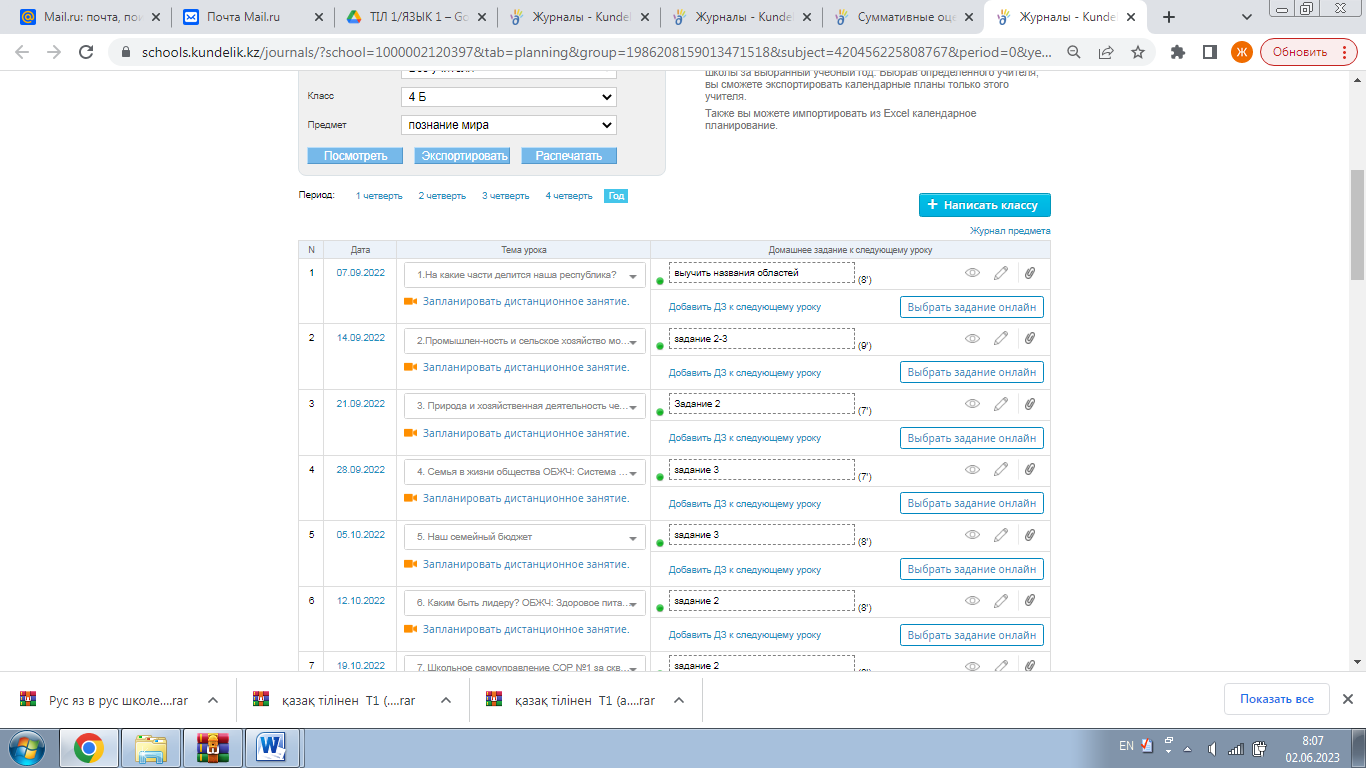 Mail.ru: почта, пои
Почта Mail.ru
ТІЛ 1/ЯЗЫК 1 – Go
Журналы - Kundel
Журналы - Kundel
Суммативные оце
Журналы - Kundel
schools.kundelik.kz/journals/?school=1000002120397&tab=planning&group=1986208159013471518&subject=420456225808767&period=0&ye...
Ж
Обновить
школы за выбранный учебный год. Выбрав определенного учителя,
вы сможете экспортировать календарные планы только этого
учителя.
Также вы можете импортировать из Excel календарное
планирование.
Класс
4 Б
Предмет
познание мира
Посмотреть Экспортировать Распечатать
Период: 1 четверть 2 четверть 3 четверть 4 четверть Год
+ Написать классу
Журнал предмета
N Дата Тема урока Домашнее задание к следующему уроку
1 07.09.2022 1.На какие части делится наша республика? выучить названия областей (8')
Запланировать дистанционное занятие. Добавить ДЗ к следующему уроку Выбрать задание онлайн
2 14.09.2022 2.Промышлен-ность и сельское хозяйство мо... задание 2-3 (9')
Запланировать дистанционное занятие. Добавить ДЗ к следующему уроку Выбрать задание онлайн
3 21.09.2022 3. Природа и хозяйственная деятельность че... Задание 2 (7')
Запланировать дистанционное занятие. Добавить ДЗ к следующему уроку Выбрать задание онлайн
4 28.09.2022 4. Семья в жизни общества ОБЖЧ: Система ... задание 3 (7')
Запланировать дистанционное занятие. Добавить ДЗ к следующему уроку Выбрать задание онлайн
5 05.10.2022 5. Наш семейный бюджет задание 3 (8')
Запланировать дистанционное занятие. Добавить ДЗ к следующему уроку Выбрать задание онлайн
6 12.10.2022 6. Каким быть лидеру? ОБЖЧ: Здоровое пита... задание 2 (8')
Запланировать дистанционное занятие. Добавить ДЗ к следующему уроку Выбрать задание онлайн
7 19.10.2022 7. Школьное самоуправление СОР №1 за скв... задание 2
Рус яз в рус школе....rar
қазақ тілінен Т1 (....rar
қазақ тілінен Т1 (а....rar
Показать все
EN
8:07
02.06.2023